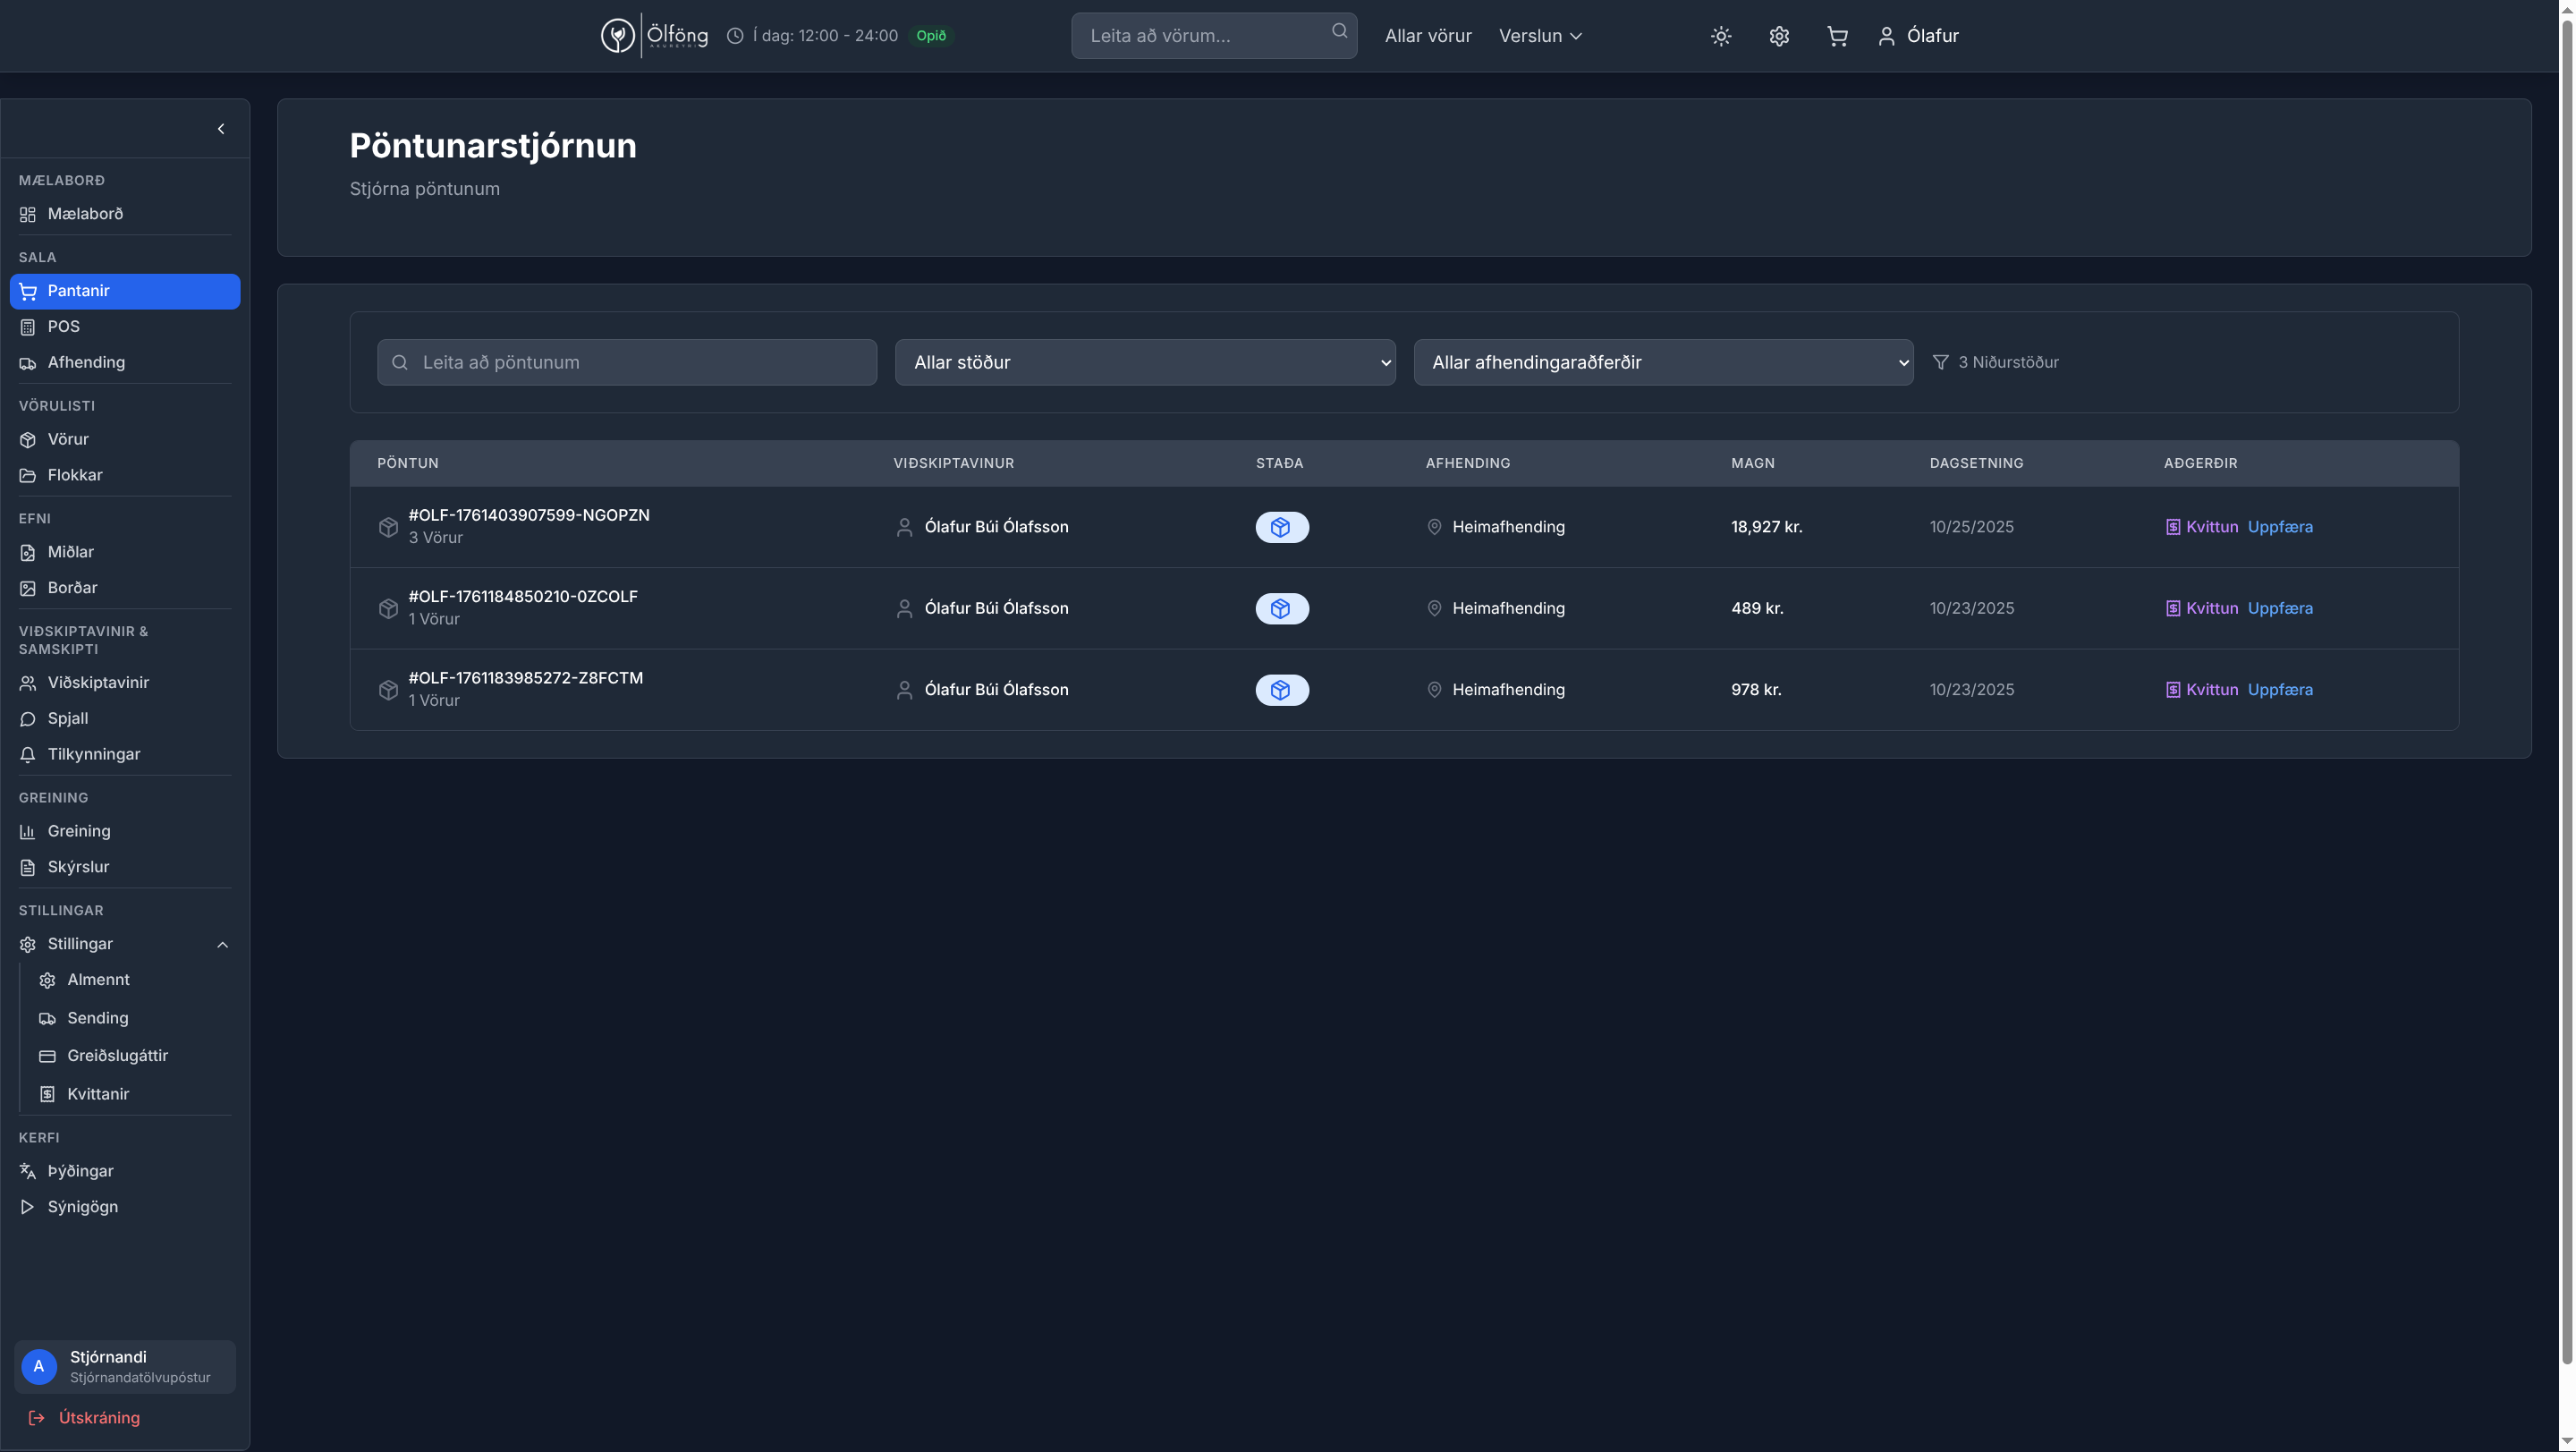 Ölföng
AKUREYRI
Í dag: 12:00 - 24:00
Opið
Leita að vörum...
Allar vörur
Verslun
Ólafur
MÆLABORÐ
Mælaborð
SALA
Pantanir
POS
Afhending
VÖRULISTI
Vörur
Flokkar
EFNI
Miðlar
Borðar
VIÐSKIPTAVINIR &
SAMSKIPTI
Viðskiptavinir
Spjall
Tilkynningar
GREINING
Greining
Skýrslur
STILLINGAR
Stillingar
Almennt
Sending
Greiðslugáttir
Kvittanir
KERFI
Þýðingar
Sýnigögn
A
Stjórnandi
Stjórnandatölvupóstur
Útskráning
Pöntunarstjórnun
Stjórna pöntunum
Leita að pöntunum
Allar stöður
Allar afhendingaraðferðir
3 Niðurstöður
PÖNTUN VIÐSKIPTAVINUR STAÐA AFHENDING MAGN DAGSETNING AÐGERÐIR
#OLF-1761403907599-NGOPZN
3 Vörur
Ólafur Búi Ólafsson Heimafhending 18,927 kr. 10/25/2025 Kvittun Uppfæra
#OLF-1761184850210-0ZCOLF
1 Vörur
Ólafur Búi Ólafsson Heimafhending 489 kr. 10/23/2025 Kvittun Uppfæra
#OLF-1761183985272-Z8FCTM
1 Vörur
Ólafur Búi Ólafsson Heimafhending 978 kr. 10/23/2025 Kvittun Uppfæra